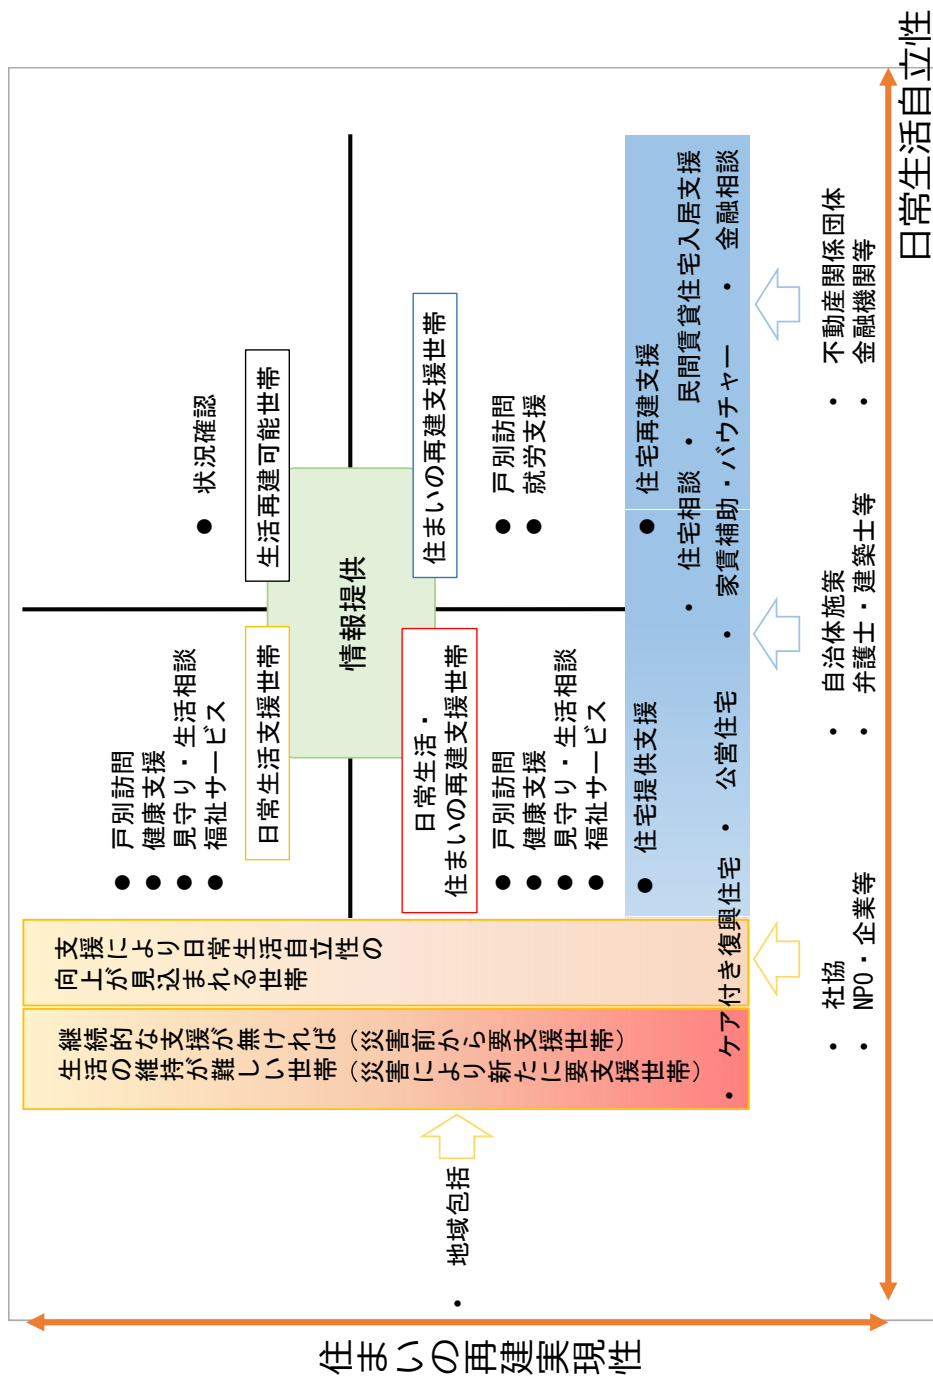 住まいの再建実現性
・ 地域包括
継続的な支援が無ければ（災害前から要支援世帯）
生活の維持が難しい世帯（災害により新たに要支援世帯）
支援により日常生活自立性の
向上が見込まれる世帯
● 戸別訪問
● 健康支援
● 見守り・生活相談
● 福祉サービス
日常生活支援世帯
● 状況確認
生活再建可能世帯
情報提供
日常生活・
住まいの再建支援世帯
住まいの再建支援世帯
● 戸別訪問
● 健康支援
● 見守り・生活相談
● 福祉サービス
● 戸別訪問
● 就労支援
● 住宅提供支援
● 住宅再建支援
・ 住宅相談 ・ 民間賃貸住宅入居支援
・ ケア付き復興住宅 ・ 公営住宅 ・ 家賃補助・バウチャー ・ 金融相談
・ 社協
・ NPO・企業等
・ 自治体施策
・ 弁護士・建築士等
・ 不動産関係団体
・ 金融機関等
日常生活自立性